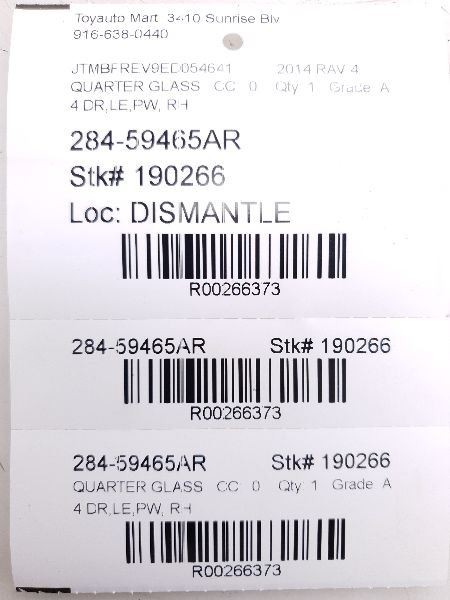 Toyauto Mart 3410 Sunrise Blv
916-638-0440
JTMBFREV9ED054641 2014 RAV 4
QUARTER GLASS CC: 0 Qty 1 Grade A
4 DR,LE,PW, RH
284-59465AR
Stk# 190266
Loc: DISMANTLE
R00266373
284-59465AR Stk# 190266
R00266373
284-59465AR Stk# 190266
QUARTER GLASS CC: 0 Qty 1 Grade A
4 DR,LE,PW, RH
R00266373